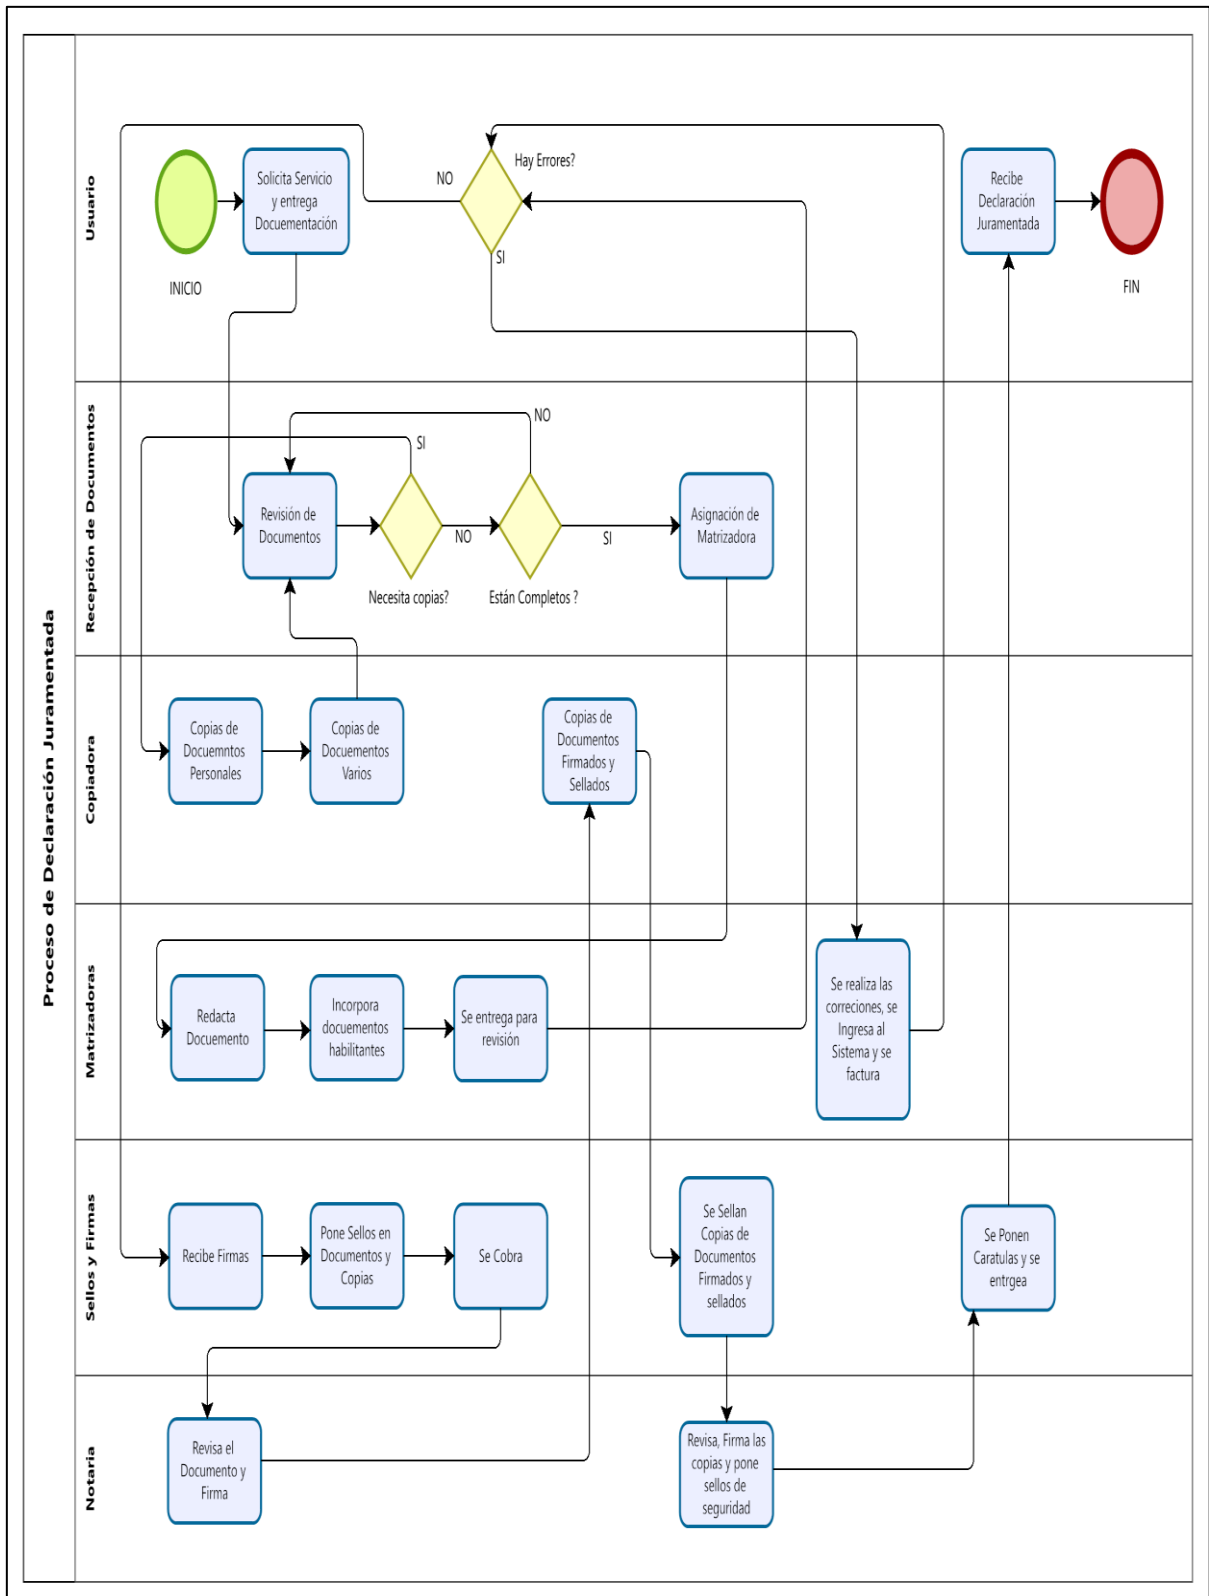 Proceso de Declaración Juramentada
Usuario
INICIO
Solicita Servicio
y entrega
Docuementación
NO
Hay Errores?
SI
Recibe
Declaración
Juramentada
FIN
Recepción de Documentos
NO
SI
Revisión de
Documentos
NO
SI
Necesita copias?
Están Completos ?
Asignación de
Matrizadora
Copiadora
Copias de
Docuemntos
Personales
Copias de
Docuementos
Varios
Copias de
Documentos
Firmados y
Sellados
Matrizadoras
Redacta
Docuemento
Incorpora
docuementos
habilitantes
Se entrega para
revisión
Se realiza las
correciones, se
Ingresa al
Sistema y se
factura
Sellos y Firmas
Recibe Firmas
Pone Sellos en
Documentos y
Copias
Se Cobra
Se Sellan
Copias de
Documentos
Firmados y
sellados
Se Ponen
Caratulas y se
entrgea
Notaria
Revisa el
Documento y
Firma
Revisa, Firma las
copias y pone
sellos de
seguridad